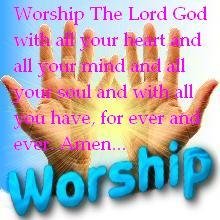 Worship The Lord God
with all your heart and
all your mind and all
your soul and with all
you have, for ever and
ever. Amen...
Worship